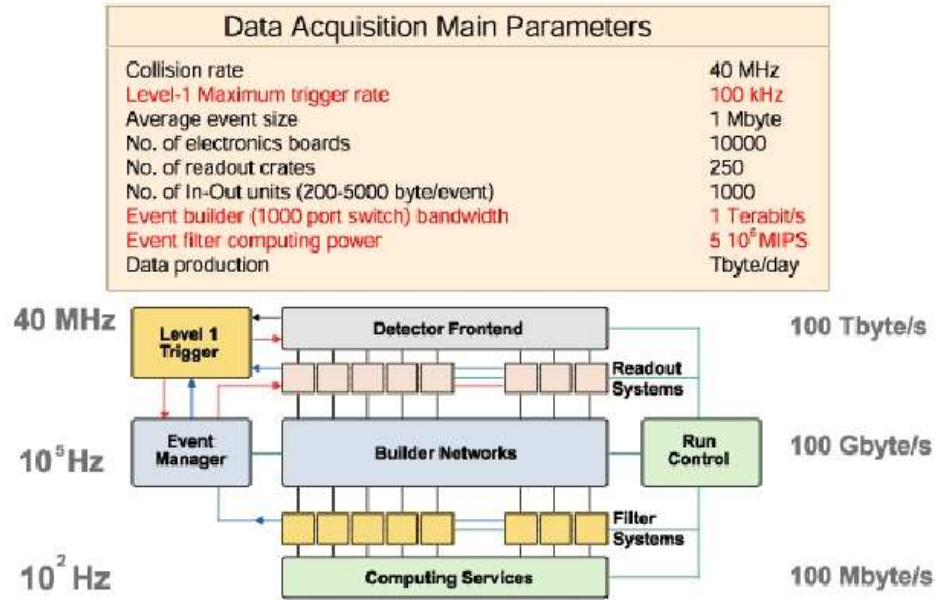 Data Acquisition Main Parameters
Collision rate 40 MHz
Level-1 Maximum trigger rate 100 kHz
Average event size 1 Mbyte
No. of electronics boards 10000
No. of readout crates 250
No. of In-Out units (200-5000 byte/event) 1000
Event builder (1000 port switch) bandwidth 1 Terabit/s
Event filter computing power 5 10⁶ MIPS
Data production Tbyte/day
40 MHz
Level 1
Trigger
Detector Frontend
100 Tbyte/s
Readout
Systems
10⁵ Hz
Event
Manager
Builder Networks
Run
Control
100 Gbyte/s
Filter
Systems
10² Hz
Computing Services
100 Mbyte/s